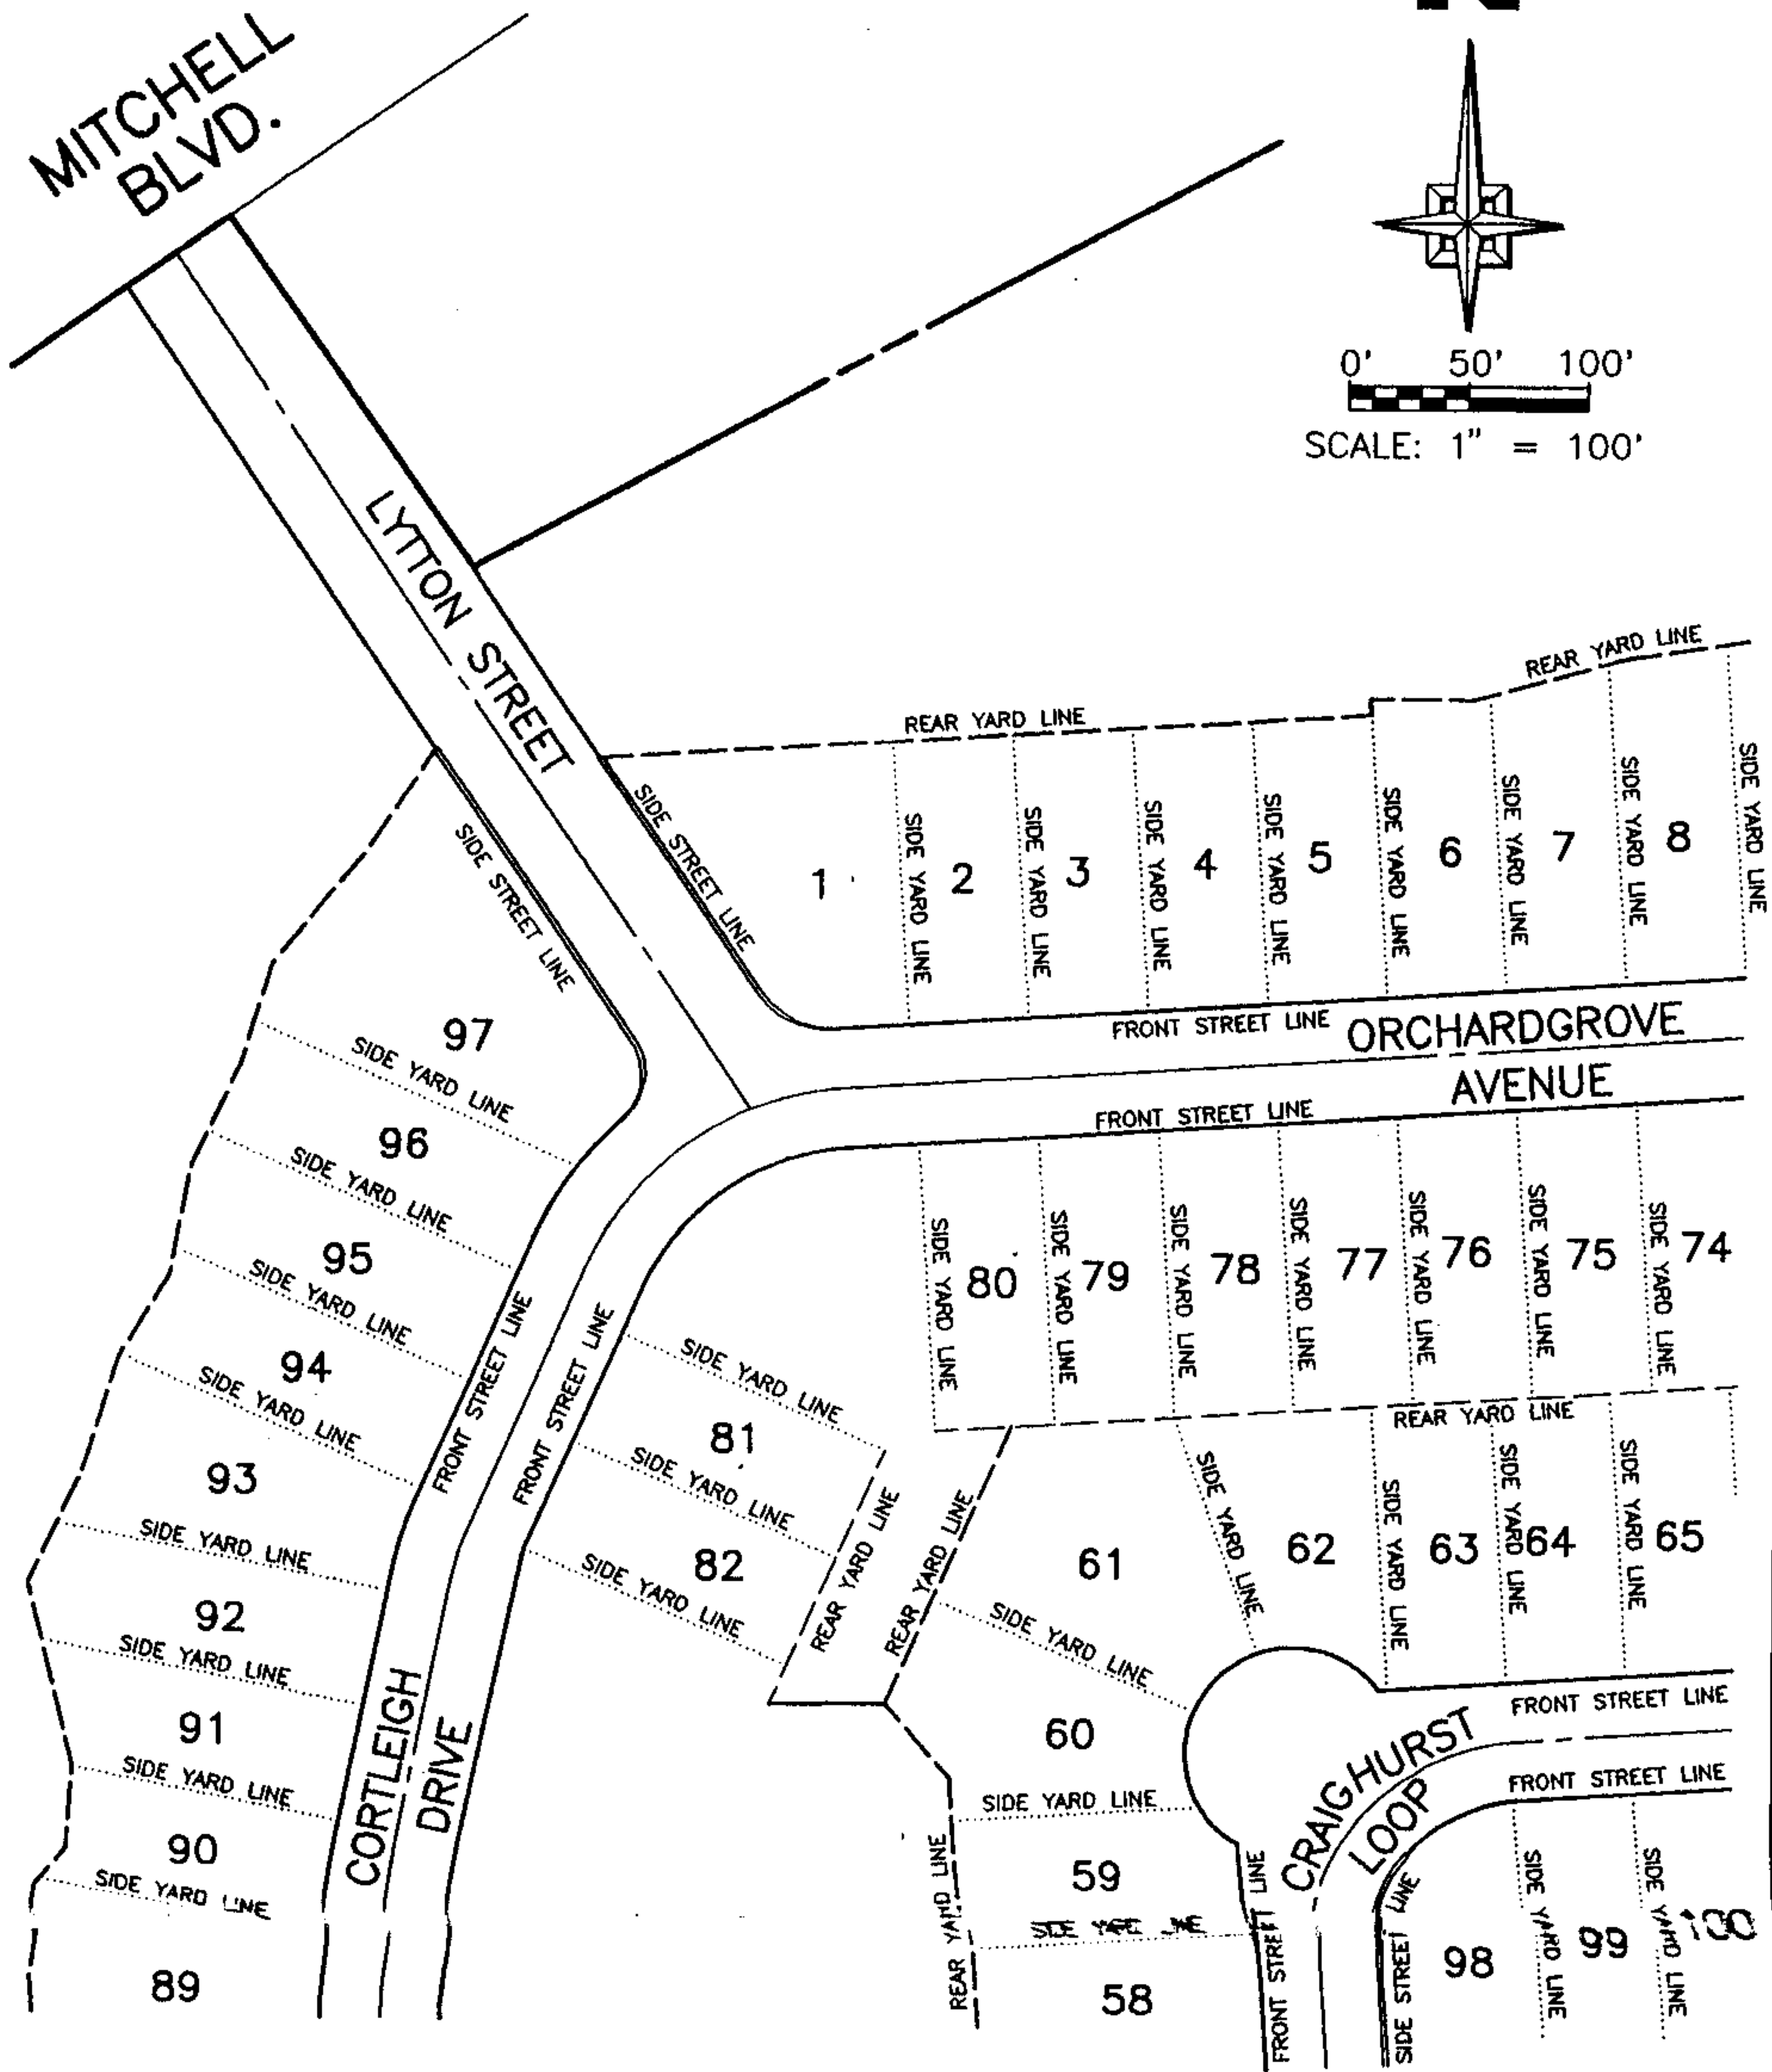 MITCHELL
BLVD.
0' 50' 100'
SCALE: 1" = 100'
LYTTON STREET
REAR YARD LINE
REAR YARD LINE
SIDE STREET LINE
SIDE STREET LINE
1
SIDE YARD LINE
2
SIDE YARD LINE
3
SIDE YARD LINE
4
SIDE YARD LINE
5
SIDE YARD LINE
6
SIDE YARD LINE
7
SIDE YARD LINE
8
SIDE YARD LINE
FRONT STREET LINE
ORCHARDGROVE
AVENUE
FRONT STREET LINE
97
SIDE YARD LINE
96
SIDE YARD LINE
95
SIDE YARD LINE
94
SIDE YARD LINE
93
SIDE YARD LINE
92
SIDE YARD LINE
91
SIDE YARD LINE
90
SIDE YARD LINE
89
FRONT STREET LINE
FRONT STREET LINE
CORTLEIGH
DRIVE
SIDE YARD LINE
81
SIDE YARD LINE
82
SIDE YARD LINE
REAR YARD LINE
REAR YARD LINE
SIDE YARD LINE
80
SIDE YARD LINE
79
SIDE YARD LINE
78
SIDE YARD LINE
77
SIDE YARD LINE
76
SIDE YARD LINE
75
SIDE YARD LINE
74
REAR YARD LINE
61
SIDE YARD LINE
62
SIDE YARD LINE
63
SIDE YARD LINE
64
SIDE YARD LINE
65
SIDE YARD LINE
60
SIDE YARD LINE
59
SIDE YARD LINE
58
REAR YARD LINE
FRONT STREET LINE
CRAIGHURST
LOOP
FRONT STREET LINE
FRONT STREET LINE
SIDE STREET LINE
98
SIDE YARD LINE
99
SIDE YARD LINE
100